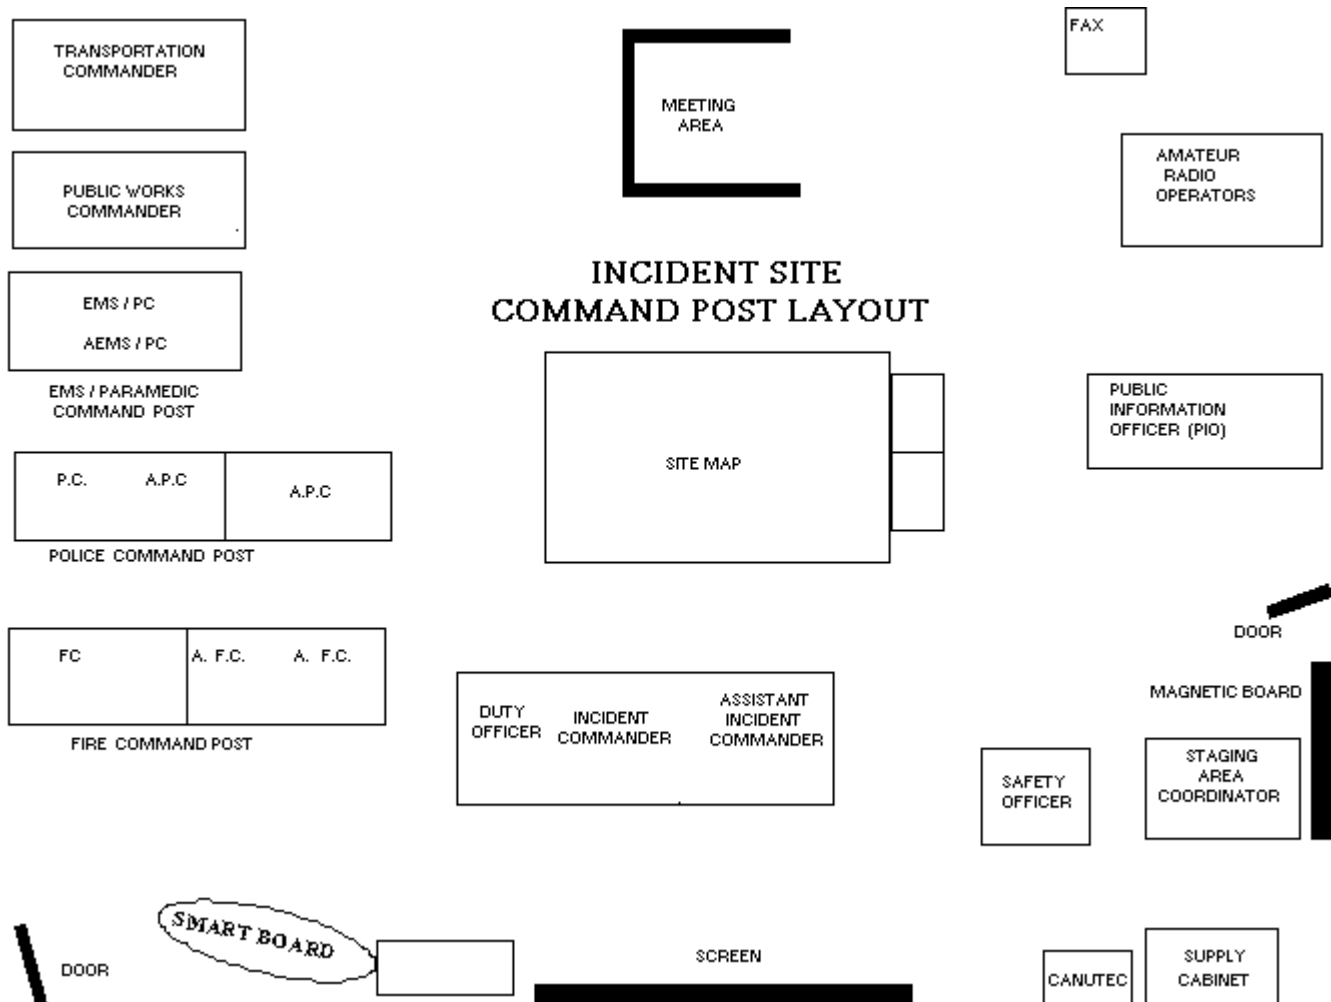 TRANSPORTATION
COMMANDER
PUBLIC WORKS
COMMANDER
EMS / PC
AEMS / PC
EMS / PARAMEDIC
COMMAND POST
P.C. A.P.C A.P.C
POLICE COMMAND POST
FC A. F.C. A. F.C.
FIRE COMMAND POST
MEETING
AREA
INCIDENT SITE
COMMAND POST LAYOUT
SITE MAP
DUTY
OFFICER
INCIDENT
COMMANDER
ASSISTANT
INCIDENT
COMMANDER
FAX
AMATEUR
RADIO
OPERATORS
PUBLIC
INFORMATION
OFFICER (PIO)
DOOR
MAGNETIC BOARD
STAGING
AREA
COORDINATOR
SAFETY
OFFICER
SMART BOARD
DOOR
SCREEN
CANUTEC
SUPPLY
CABINET